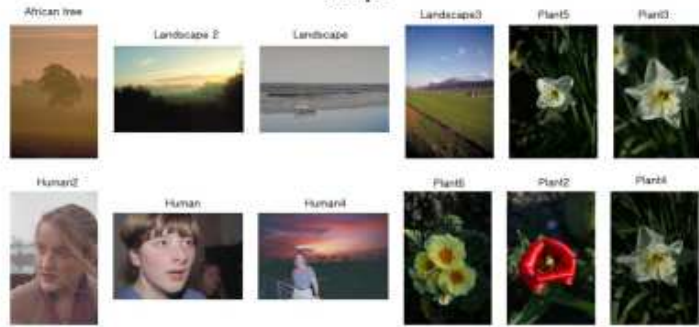 African tree
Landscape 2
Landscape
Landscape3
Plant5
Plant3
Human2
Human
Human4
Plant6
Plant2
Plant4